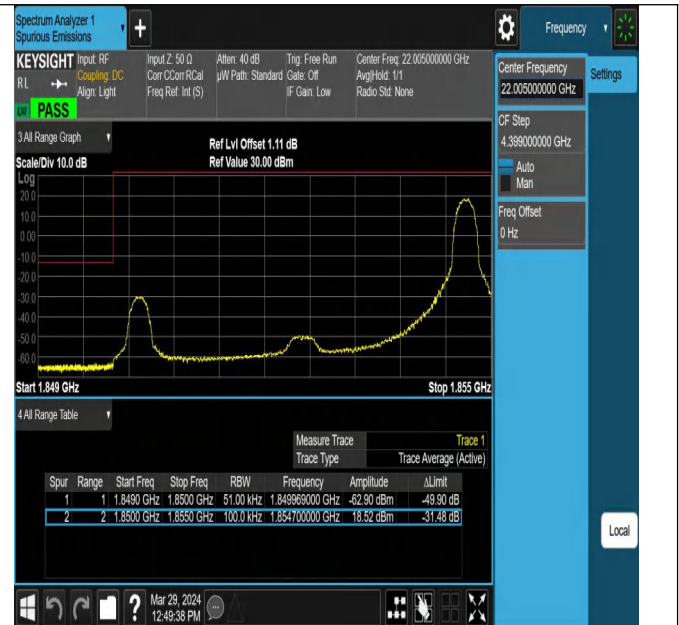 Spectrum Analyzer 1
Spurious Emissions
Frequency
KEYSIGHT Input: RF Input Z: 50 Ω Atten: 40 dB Trig: Free Run Center Freq: 22.005000000 GHz
RL Coupling: DC Corr CCorr RCal µW Path: Standard Gate: Off Avg|Hold: 1/1
Align: Light Freq Ref: Int (S) IF Gain: Low Radio Std: None
PASS
Center Frequency
22.005000000 GHz
Settings
CF Step
4.399000000 GHz
Auto
Man
Freq Offset
0 Hz
3 All Range Graph
Ref Lvl Offset 1.11 dB
Scale/Div 10.0 dB Ref Value 30.00 dBm
Log
20.0
10.0
0.00
-10.0
-20.0
-30.0
-40.0
-50.0
-60.0
Start 1.849 GHz Stop 1.855 GHz
4 All Range Table
Measure Trace Trace 1
Trace Type Trace Average (Active)
Spur Range Start Freq Stop Freq RBW Frequency Amplitude ΔLimit
1 1 1.8490 GHz 1.8500 GHz 51.00 kHz 1.849969000 GHz -62.90 dBm -49.90 dB
2 2 1.8500 GHz 1.8550 GHz 100.0 kHz 1.854700000 GHz 18.52 dBm -31.48 dB
Local
Mar 29, 2024
12:49:38 PM